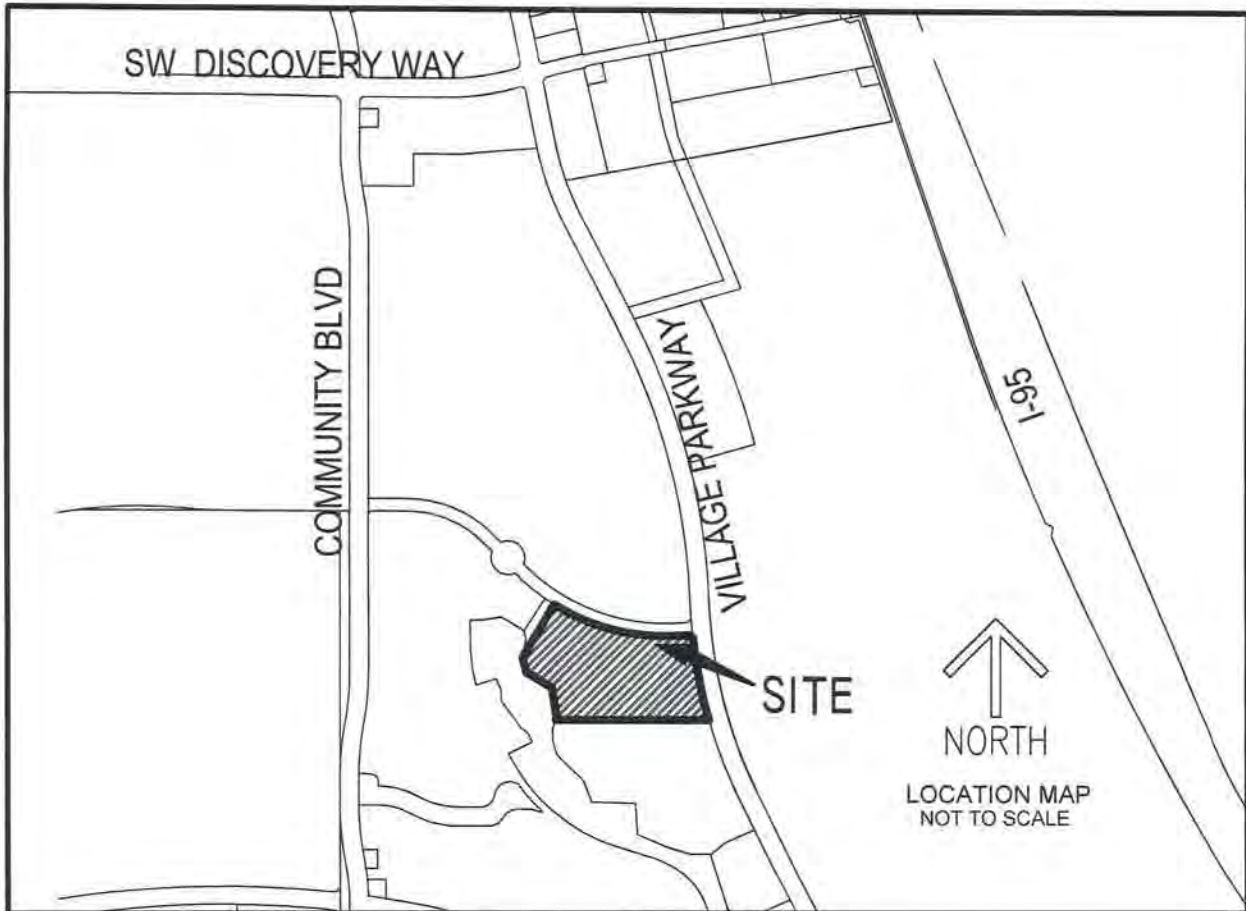 SW DISCOVERY WAY
COMMUNITY BLVD
VILLAGE PARKWAY
I-95
SITE
NORTH
LOCATION MAP
NOT TO SCALE